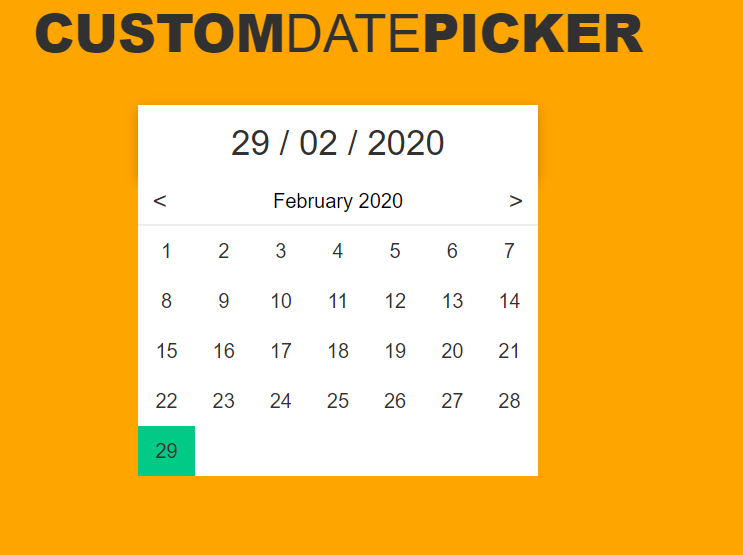 CUSTOMDATEPICKER
29 / 02 / 2020
< February 2020 >
1 2 3 4 5 6 7
8 9 10 11 12 13 14
15 16 17 18 19 20 21
22 23 24 25 26 27 28
29